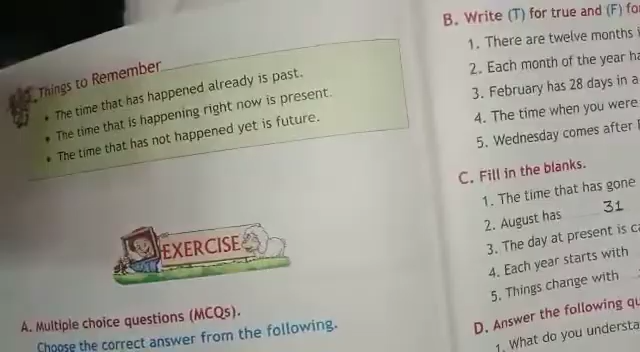 Things to Remember
• The time that has happened already is past.
• The time that is happening right now is present.
• The time that has not happened yet is future.
EXERCISE
A. Multiple choice questions (MCQs).
Choose the correct answer from the following.
B. Write (T) for true and (F) fo
1. There are twelve months
2. Each month of the year ha
3. February has 28 days in a
4. The time when you were
5. Wednesday comes after
C. Fill in the blanks.
1. The time that has gone
2. August has 31
3. The day at present is ca
4. Each year starts with
5. Things change with
D. Answer the following qu
1. What do you understa